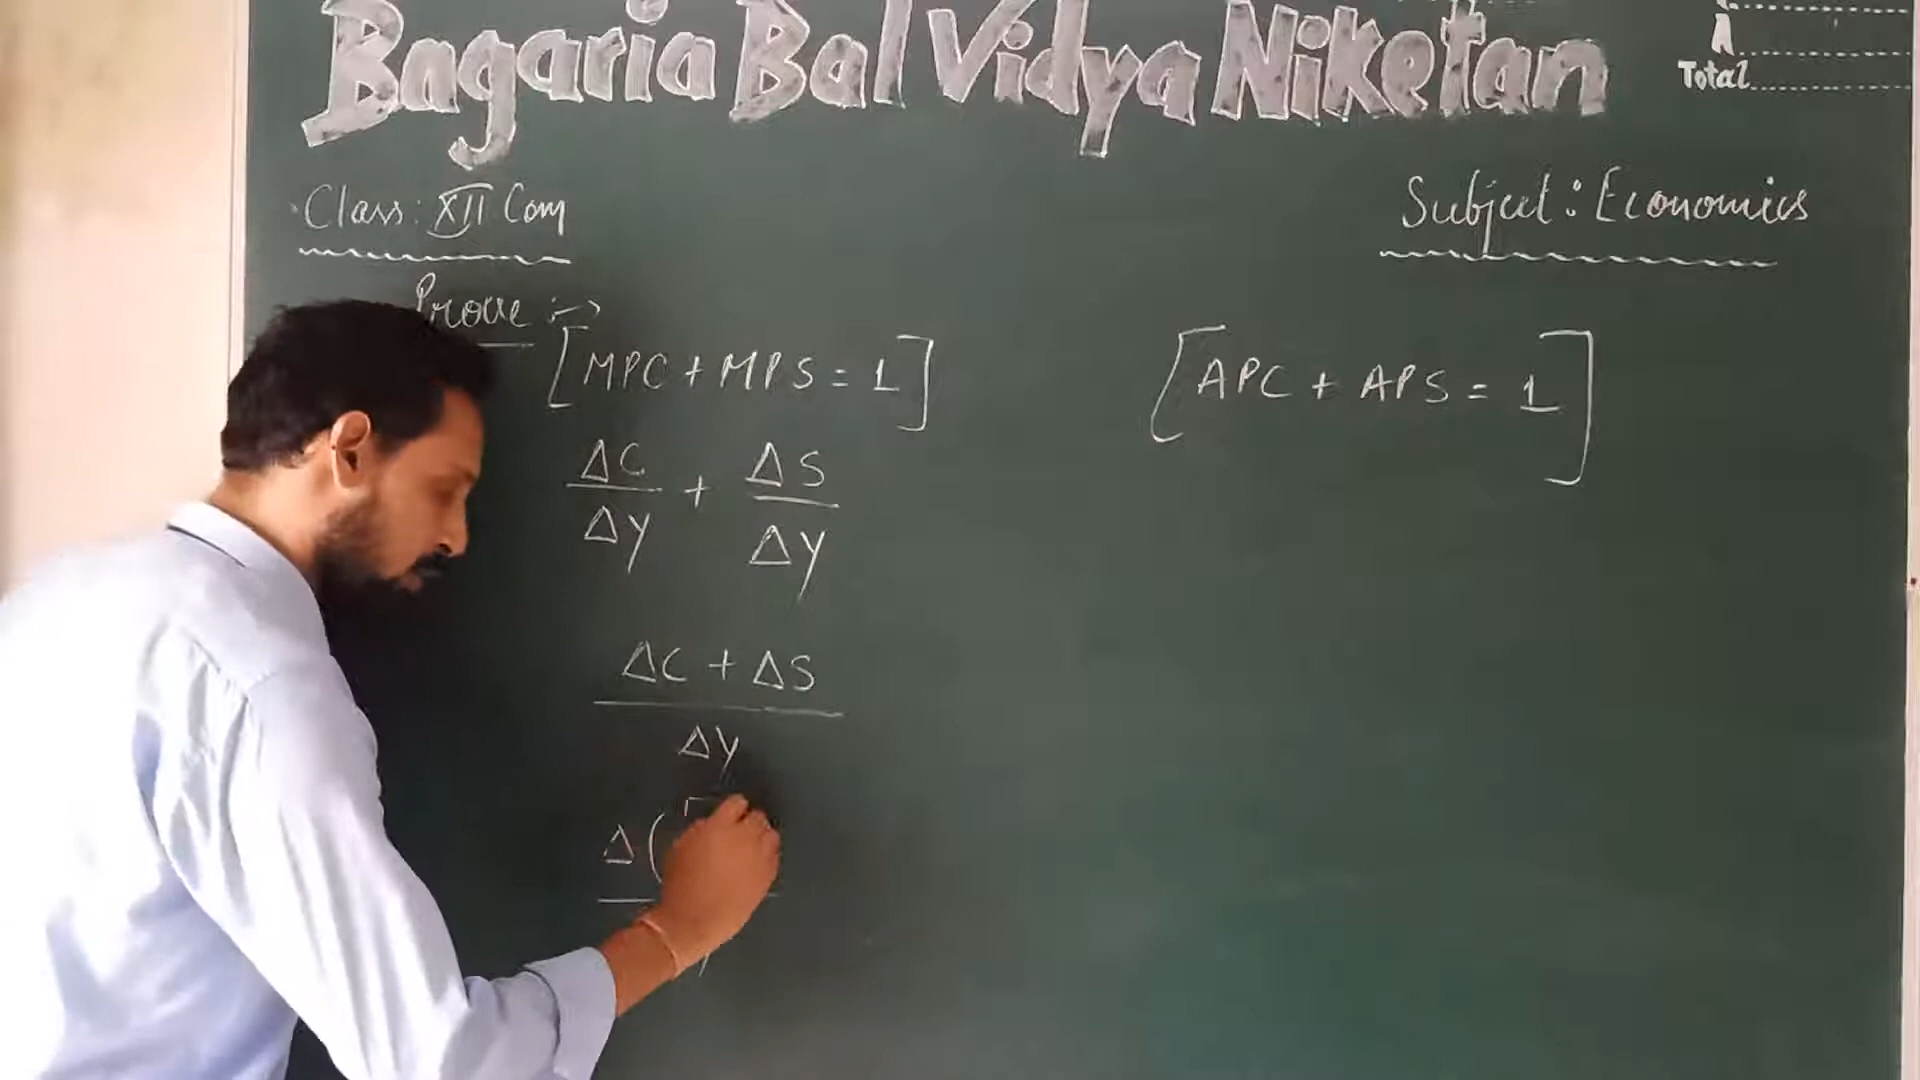 Bagaria Bal Vidya Niketan
A
Total
Class: XII Com
Subject: Economics
Prove :->
[MPC + MPS = 1]
[APC + APS = 1]
ΔC/ΔY + ΔS/ΔY
ΔC + ΔS
ΔY
Δ(